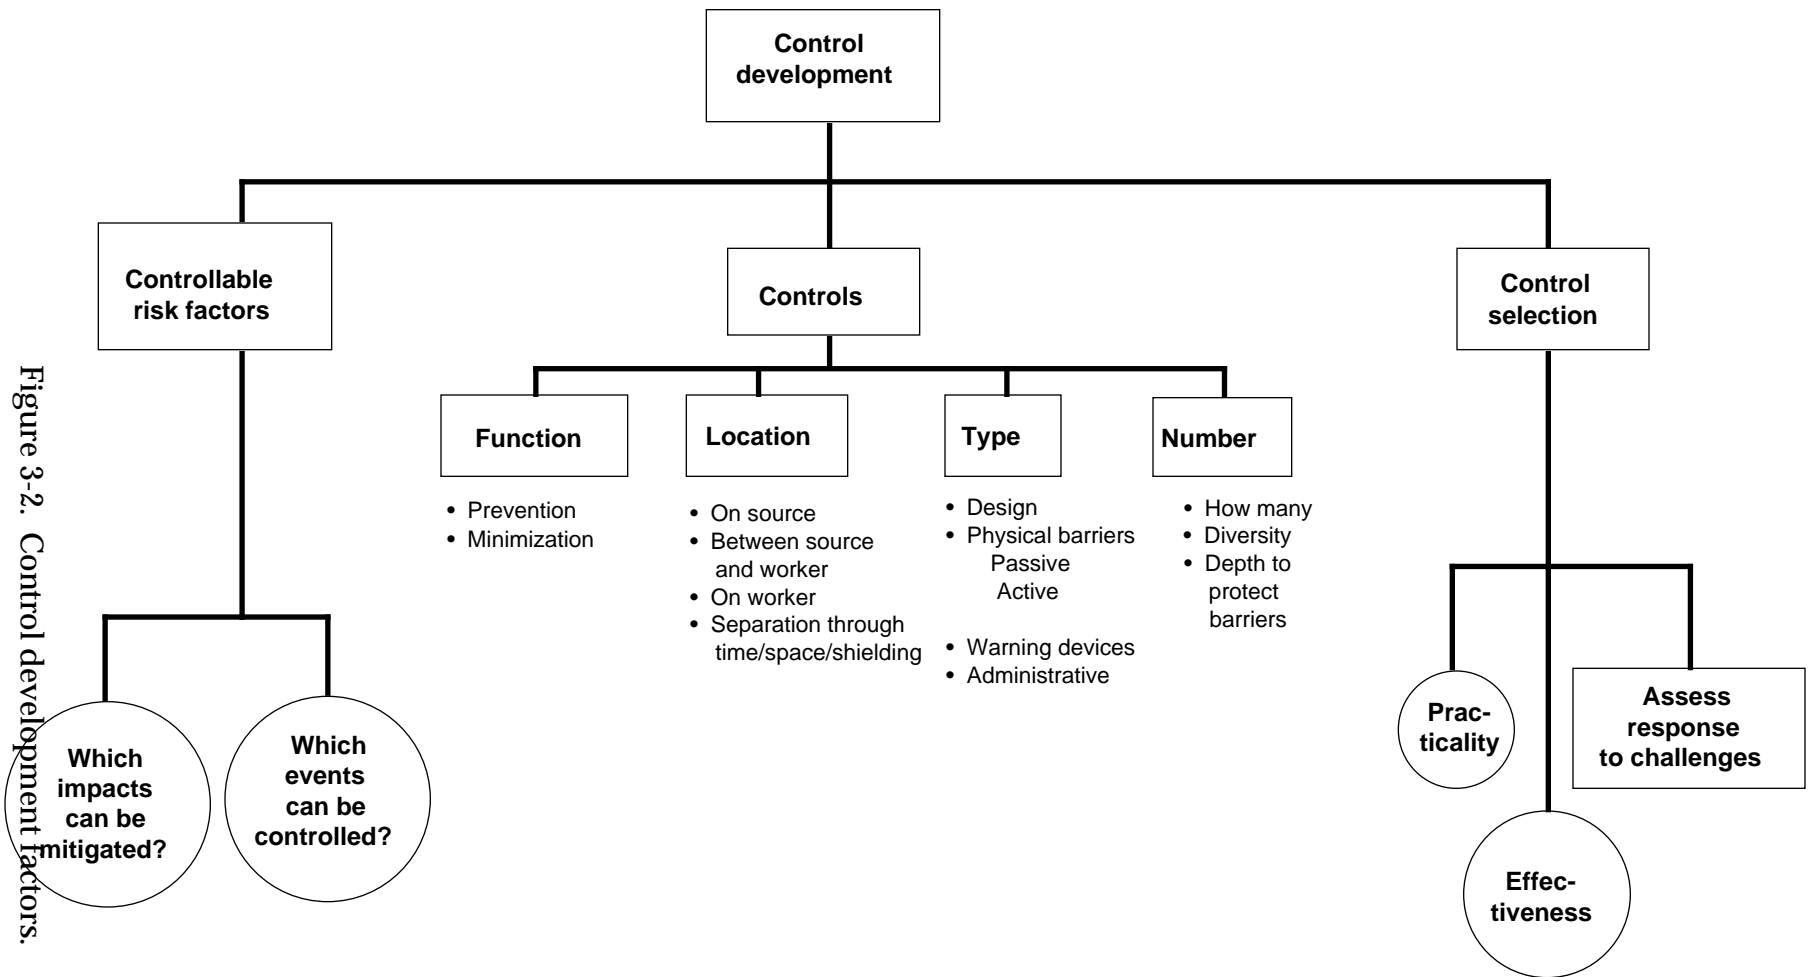 Control
development
Controllable
risk factors
Controls
Control
selection
Function
Location
Type
Number
• Prevention
• Minimization
• On source
• Between source
and worker
• On worker
• Separation through
time/space/shielding
• Design
• Physical barriers
Passive
Active
• Warning devices
• Administrative
• How many
• Diversity
• Depth to
protect
barriers
Which
impacts
can be
mitigated?
Which
events
can be
controlled?
Prac-
ticality
Effec-
tiveness
Assess
response
to challenges
Figure 3-2. Control development factors.